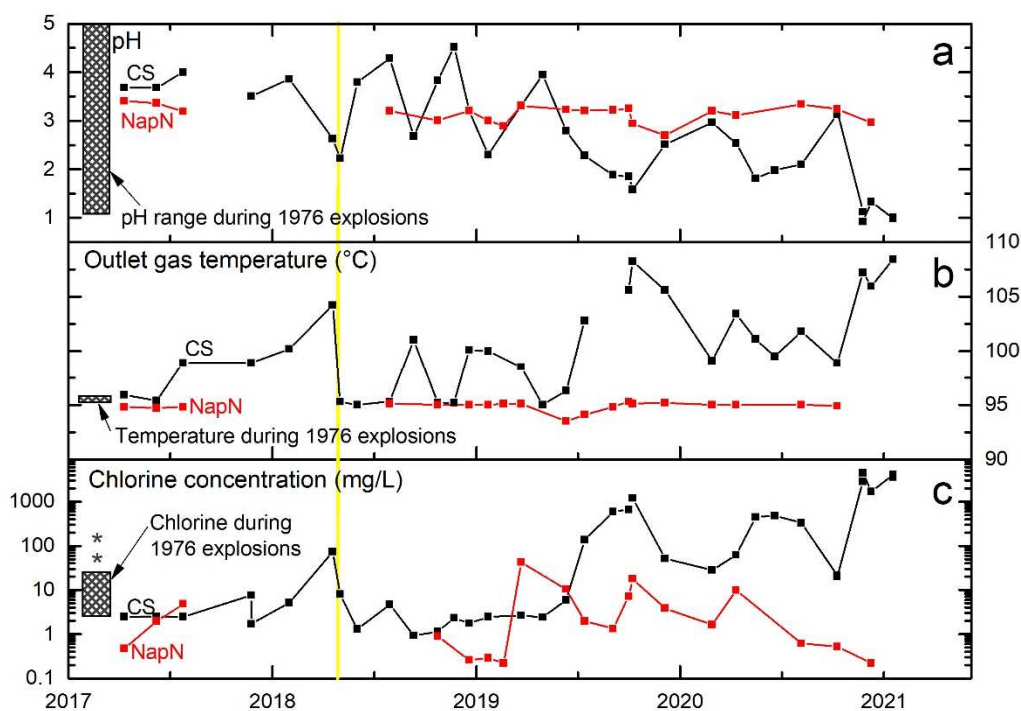 5
pH
a
CS
4
NapN
3
2
pH range during 1976 explosions
1
110
Outlet gas temperature (°C)
b
105
CS
100
NapN
95
Temperature during 1976 explosions
90
Chlorine concentration (mg/L)
c
1000
Chlorine during
1976 explosions
*
*
100
10
CS
1
NapN
0.1
2017 2018 2019 2020 2021